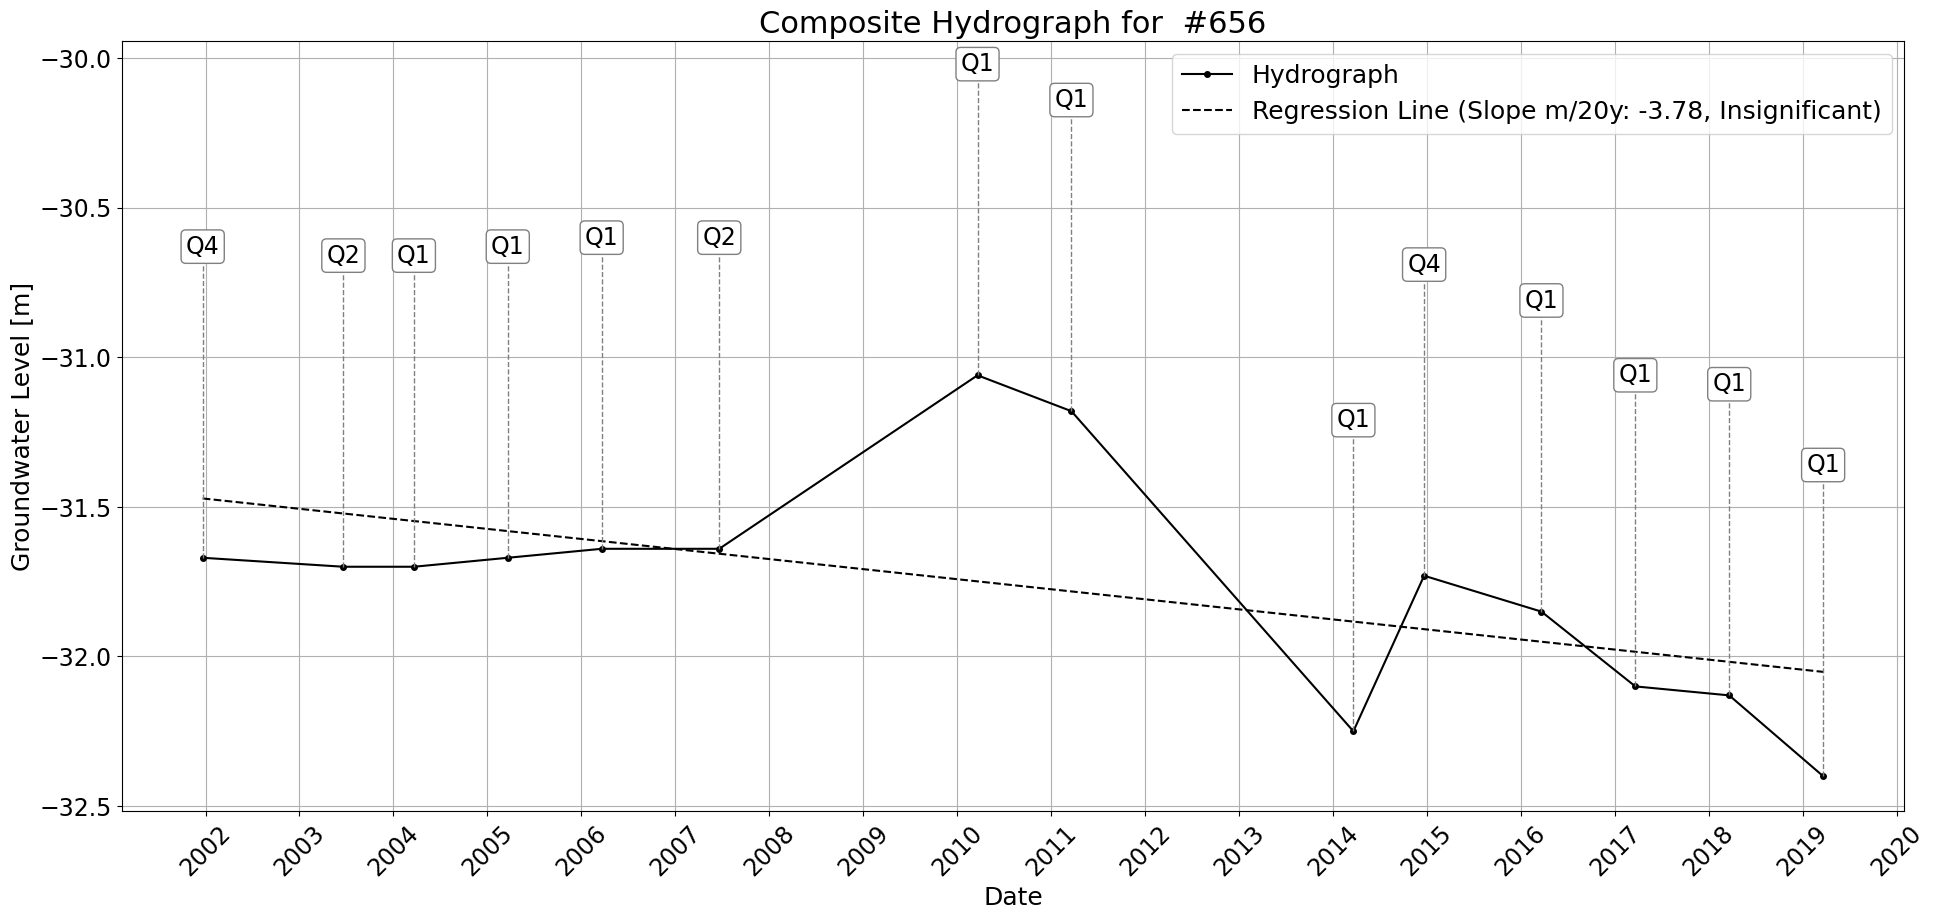 Composite Hydrograph for  #656
Hydrograph
Regression Line (Slope m/20y: -3.78, Insignificant)
Groundwater Level [m]
−30.0
−30.5
−31.0
−31.5
−32.0
−32.5
Q4
Q2
Q1
Q1
Q1
Q2
Q1
Q1
Q1
Q4
Q1
Q1
Q1
Q1
2002
2003
2004
2005
2006
2007
2008
2009
2010
2011
2012
2013
2014
2015
2016
2017
2018
2019
2020
Date